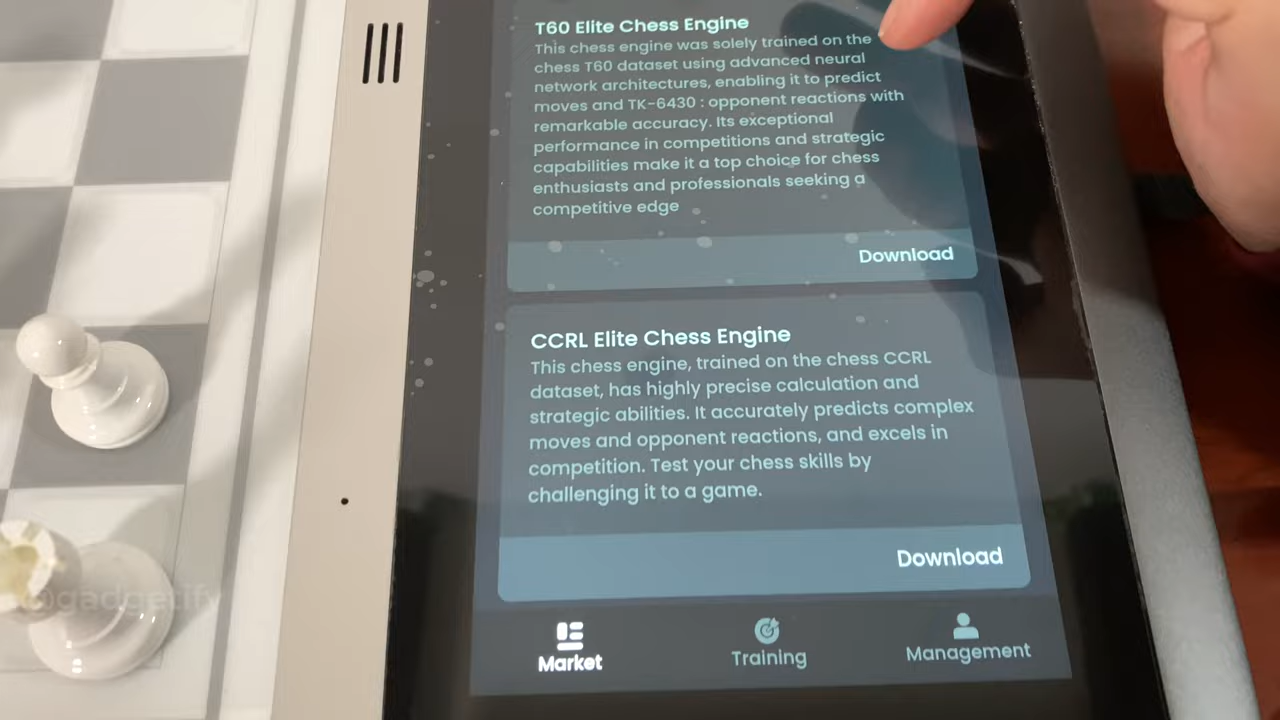 T60 Elite Chess Engine
This chess engine was solely trained on the
chess T60 dataset using advanced neural
network architectures, enabling it to predict
moves and TK-6430 : opponent reactions with
remarkable accuracy. Its exceptional
performance in competitions and strategic
capabilities make it a top choice for chess
enthusiasts and professionals seeking a
competitive edge
Download
CCRL Elite Chess Engine
This chess engine, trained on the chess CCRL
dataset, has highly precise calculation and
strategic abilities. It accurately predicts complex
moves and opponent reactions, and excels in
competition. Test your chess skills by
challenging it to a game.
Download
@gadgetify
Market
Training
Management